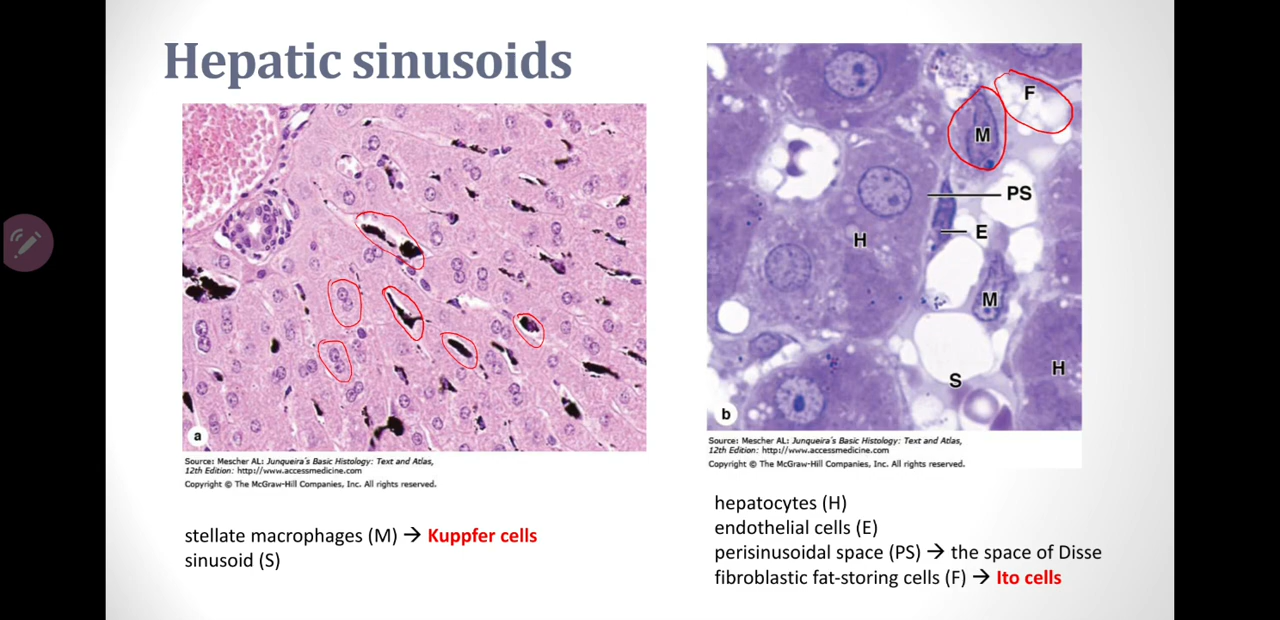 Hepatic sinusoids
a
Source: Mescher AL: Junqueira's Basic Histology: Text and Atlas,
12th Edition: http://www.accessmedicine.com
Copyright © The McGraw-Hill Companies, Inc. All rights reserved.
stellate macrophages (M) → Kuppfer cells
sinusoid (S)
F
M
PS
E
H
M
S
H
b
Source: Mescher AL: Junqueira's Basic Histology: Text and Atlas,
12th Edition: http://www.accessmedicine.com
Copyright © The McGraw-Hill Companies, Inc. All rights reserved.
hepatocytes (H)
endothelial cells (E)
perisinusoidal space (PS) → the space of Disse
fibroblastic fat-storing cells (F) → Ito cells